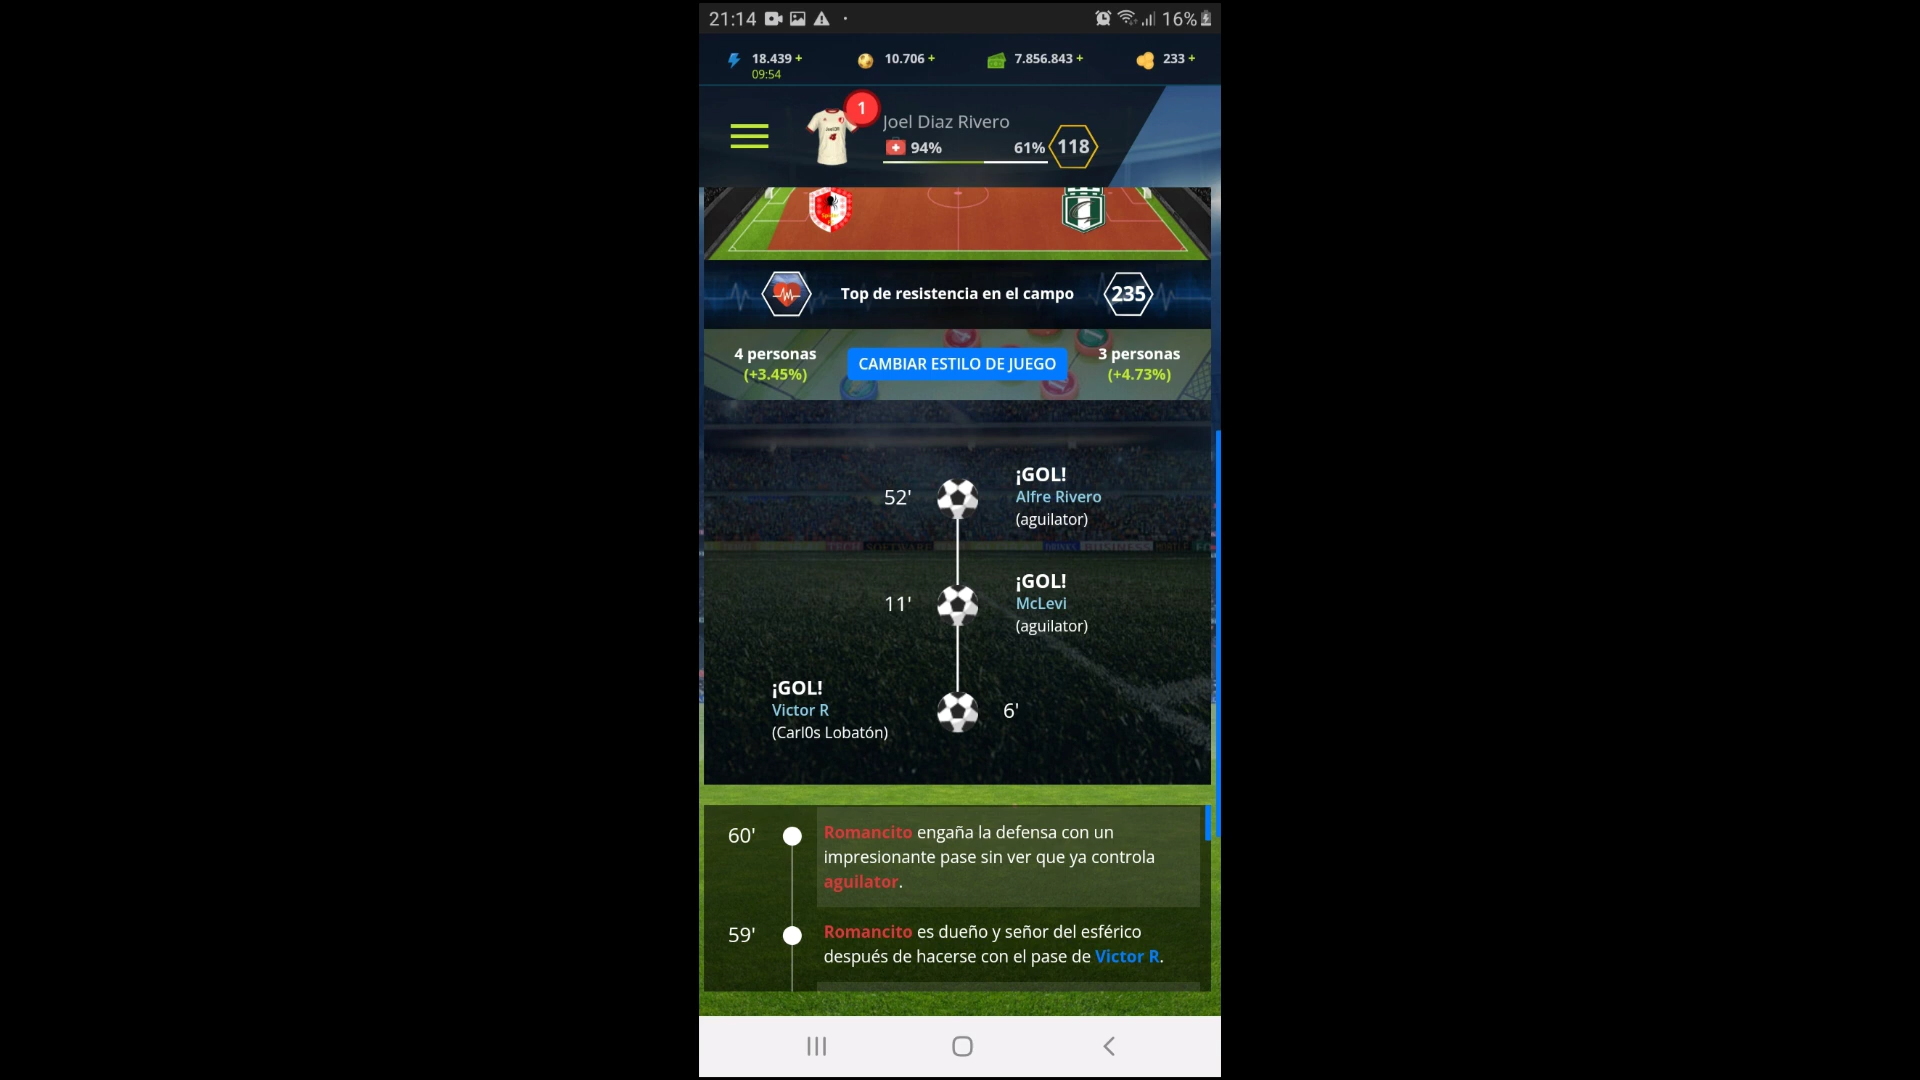 21:14 16%
18.439 + 10.706 + 7.856.843 + 233 +
09:54
1
Joel Diaz Rivero
94% 61% 118
Top de resistencia en el campo 235
4 personas CAMBIAR ESTILO DE JUEGO 3 personas
(+3.45%) (+4.73%)
¡GOL!
52' Alfre Rivero
(aguilator)
¡GOL!
11' McLevi
(aguilator)
¡GOL!
Victor R 6'
(Carl0s Lobatón)
60' Romancito engaña la defensa con un
impresionante pase sin ver que ya controla
aguilator.
59' Romancito es dueño y señor del esférico
después de hacerse con el pase de Victor R.